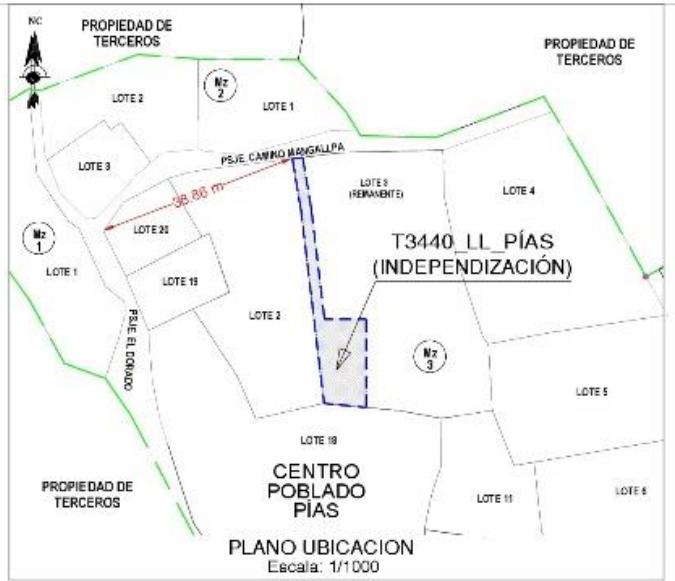 NC
PROPIEDAD DE
TERCEROS
PROPIEDAD DE
TERCEROS
Mz
2
LOTE 2
LOTE 1
PSJE. CAMINO MANGALLPA
LOTE 3
38.86 m
LOTE 3
(REMANENTE)
LOTE 4
LOTE 20
Mz
1
T3440_LL_PÍAS
(INDEPENDIZACIÓN)
LOTE 1
LOTE 19
LOTE 2
PSJE. EL DORADO
Mz
3
LOTE 5
LOTE 18
CENTRO
POBLADO
PÍAS
PROPIEDAD DE
TERCEROS
LOTE 11
LOTE 6
PLANO UBICACION
Escala: 1/1000